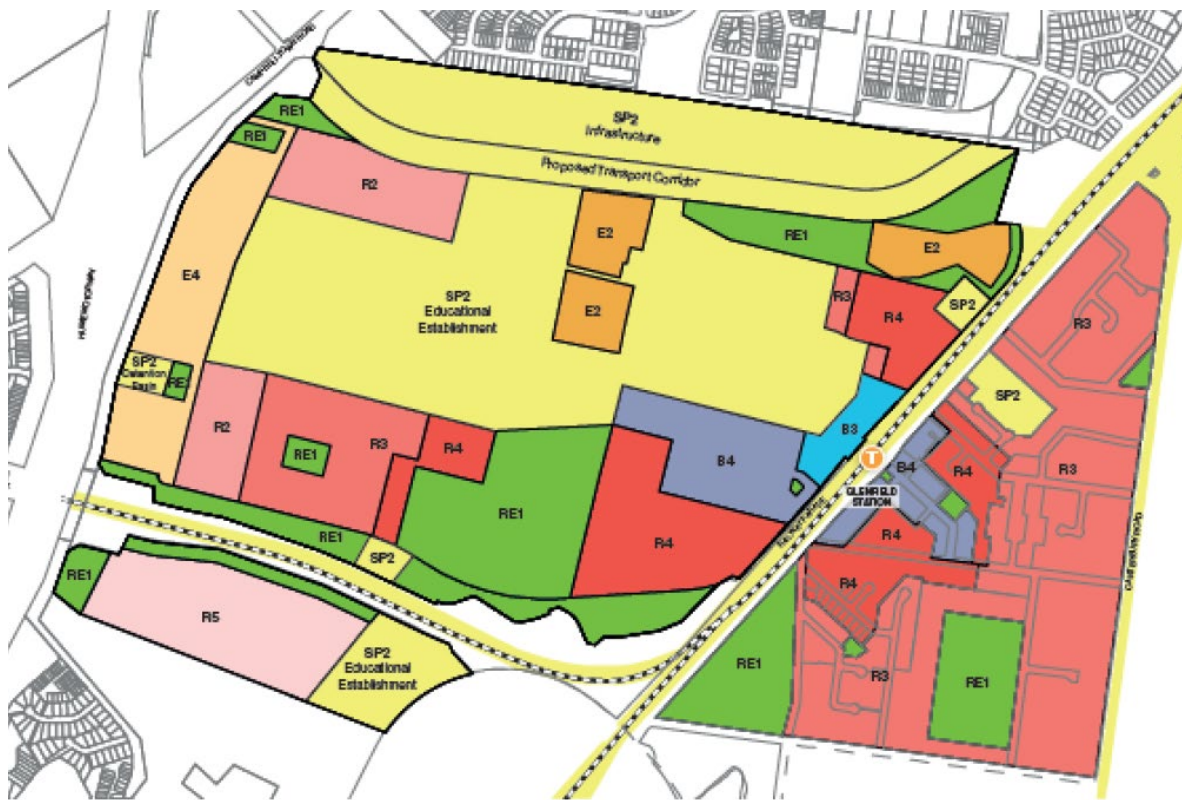 RE1
SP2
Infrastructure
RE1
Proposed Transport Corridor
R2
E2
RE1
E2
E4
R3
SP2
SP2
Educational
Establishment
E2
R4
R3
SP2
Detention
Basin
SP2
R2
R3
R4
B3
B4
R4
R3
RE1
B4
T
GLENFIELD
STATION
RE1
RE1
R4
R4
SP2
R4
RE1
R5
RE1
R3
RE1
SP2
Educational
Establishment